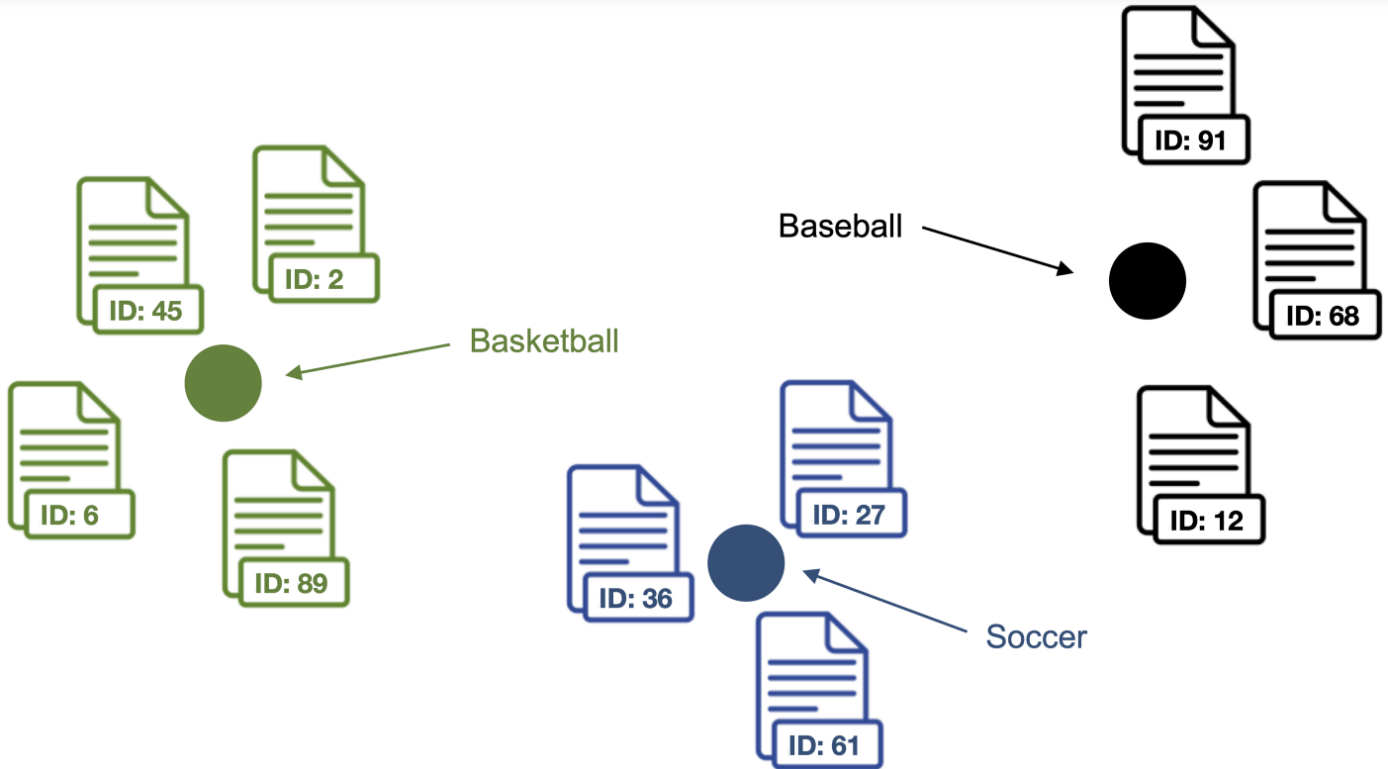 ID: 91
ID: 2
ID: 45
Baseball
ID: 68
Basketball
ID: 6
ID: 27
ID: 12
ID: 89
ID: 36
Soccer
ID: 61